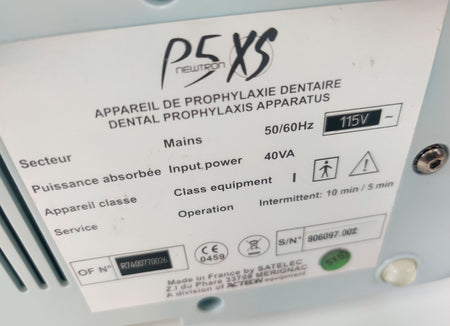 P5 XS
NEWTRON
APPAREIL DE PROPHYLAXIE DENTAIRE
DENTAL PROPHYLAXIS APPARATUS
Secteur Mains 50/60Hz 115V ~
Puissance absorbée Input power 40VA
Appareil classe Class equipment I
Service Operation Intermittent: 10 min / 5 min
CE 0459
OF N° R7400770026 S/N° 806097.002
Made in France by SATELEC
Z.I du Phare 33708 MERIGNAC
A division of ACTEON equipment